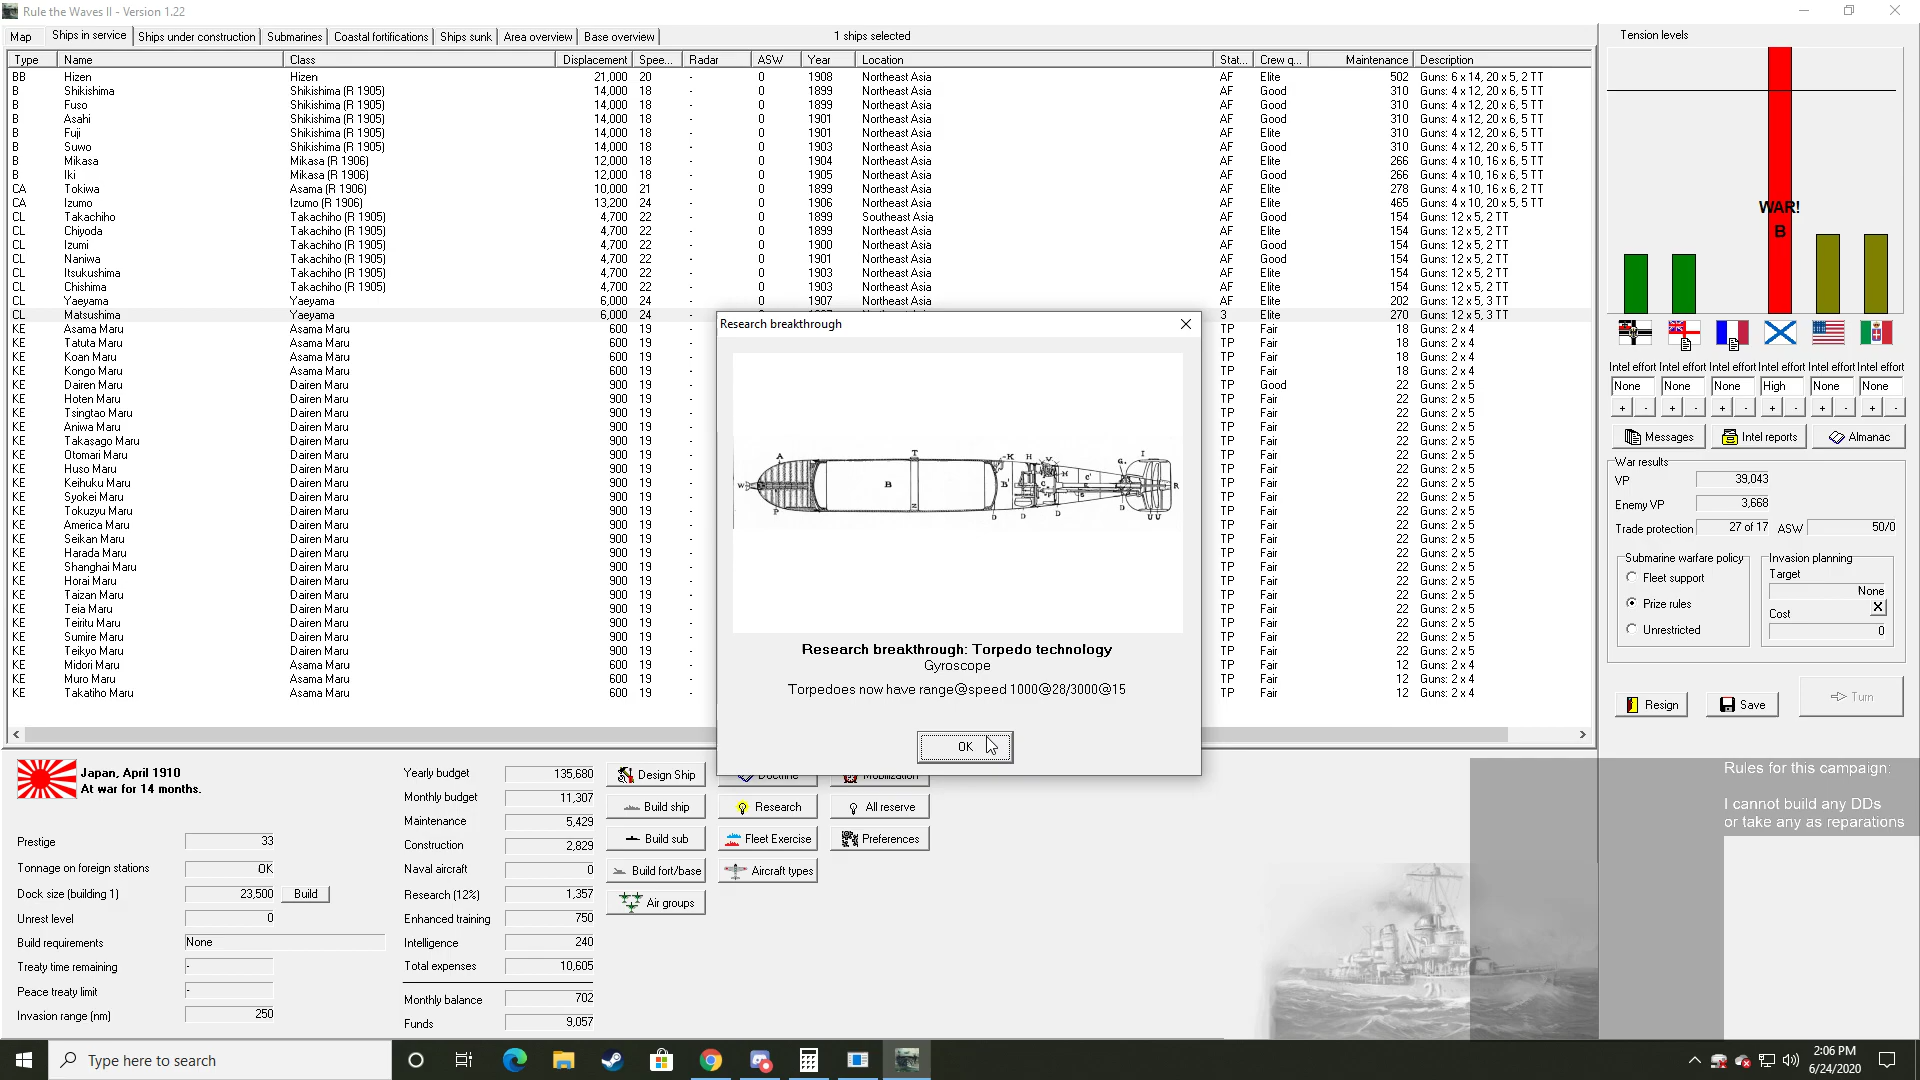 Rule the Waves II - Version 1.22
Map Ships in service Ships under construction Submarines Coastal fortifications Ships sunk Area overview Base overview 1 ships selected
Type Name Class Displacement Spee... Radar ASW Year Location Stat... Crew q... Maintenance Description
BB Hizen Hizen 21,000 20 - 0 1908 Northeast Asia AF Elite 502 Guns: 6 x 14, 20 x 6, 2 TT
B Shikishima Shikishima (R 1905) 14,000 18 - 0 1899 Northeast Asia AF Good 310 Guns: 4 x 12, 20 x 6, 5 TT
B Fuso Shikishima (R 1905) 14,000 18 - 0 1899 Northeast Asia AF Good 310 Guns: 4 x 12, 20 x 6, 5 TT
B Asahi Shikishima (R 1905) 14,000 18 - 0 1901 Northeast Asia AF Good 310 Guns: 4 x 12, 20 x 6, 5 TT
B Fuji Shikishima (R 1905) 14,000 18 - 0 1901 Northeast Asia AF Elite 310 Guns: 4 x 12, 20 x 6, 5 TT
B Suwo Shikishima (R 1905) 14,000 18 - 0 1903 Northeast Asia AF Good 310 Guns: 4 x 12, 20 x 6, 5 TT
B Mikasa Mikasa (R 1906) 12,000 18 - 0 1904 Northeast Asia AF Elite 266 Guns: 4 x 10, 16 x 6, 5 TT
B Iki Mikasa (R 1906) 12,000 18 - 0 1905 Northeast Asia AF Elite 266 Guns: 4 x 10, 16 x 6, 5 TT
CA Tokiwa Asama (R 1906) 10,000 21 - 0 1899 Northeast Asia AF Elite 278 Guns: 4 x 10, 16 x 6, 2 TT
CA Izumo Izumo (R 1906) 13,200 24 - 0 1906 Northeast Asia AF Elite 465 Guns: 4 x 10, 20 x 5, 5 TT
CL Takachiho Takachiho (R 1905) 4,700 22 - 0 1899 Southeast Asia AF Good 154 Guns: 12 x 5, 2 TT
CL Chiyoda Takachiho (R 1905) 4,700 22 - 0 1899 Northeast Asia AF Elite 154 Guns: 12 x 5, 2 TT
CL Izumi Takachiho (R 1905) 4,700 22 - 0 1900 Northeast Asia AF Good 154 Guns: 12 x 5, 2 TT
CL Naniwa Takachiho (R 1905) 4,700 22 - 0 1901 Northeast Asia AF Good 154 Guns: 12 x 5, 2 TT
CL Itsukushima Takachiho (R 1905) 4,700 22 - 0 1903 Northeast Asia AF Elite 154 Guns: 12 x 5, 2 TT
CL Chishima Takachiho (R 1905) 4,700 22 - 0 1903 Northeast Asia AF Elite 154 Guns: 12 x 5, 2 TT
CL Yaeyama Yaeyama 6,000 24 - 0 1907 Northeast Asia AF Elite 202 Guns: 12 x 5, 3 TT
CL Matsushima Yaeyama 6,000 24 - 3 Elite 270 Guns: 12 x 5, 3 TT
KE Asama Maru Asama Maru 600 19 - TP Fair 18 Guns: 2 x 4
KE Tatuta Maru Asama Maru 600 19 - TP Fair 18 Guns: 2 x 4
KE Koan Maru Asama Maru 600 19 - TP Fair 18 Guns: 2 x 4
KE Kongo Maru Asama Maru 600 19 - TP Fair 18 Guns: 2 x 4
KE Dairen Maru Dairen Maru 900 19 - TP Good 22 Guns: 2 x 5
KE Hoten Maru Dairen Maru 900 19 - TP Fair 22 Guns: 2 x 5
KE Tsingtao Maru Dairen Maru 900 19 - TP Fair 22 Guns: 2 x 5
KE Aniwa Maru Dairen Maru 900 19 - TP Fair 22 Guns: 2 x 5
KE Takasago Maru Dairen Maru 900 19 - TP Fair 22 Guns: 2 x 5
KE Otomari Maru Dairen Maru 900 19 - TP Fair 22 Guns: 2 x 5
KE Huso Maru Dairen Maru 900 19 - TP Fair 22 Guns: 2 x 5
KE Keihuku Maru Dairen Maru 900 19 - TP Fair 22 Guns: 2 x 5
KE Syokei Maru Dairen Maru 900 19 - TP Fair 22 Guns: 2 x 5
KE Tokuzyu Maru Dairen Maru 900 19 - TP Fair 22 Guns: 2 x 5
KE America Maru Dairen Maru 900 19 - TP Fair 22 Guns: 2 x 5
KE Seikan Maru Dairen Maru 900 19 - TP Fair 22 Guns: 2 x 5
KE Harada Maru Dairen Maru 900 19 - TP Fair 22 Guns: 2 x 5
KE Shanghai Maru Dairen Maru 900 19 - TP Fair 22 Guns: 2 x 5
KE Horai Maru Dairen Maru 900 19 - TP Fair 22 Guns: 2 x 5
KE Taizan Maru Dairen Maru 900 19 - TP Fair 22 Guns: 2 x 5
KE Teia Maru Dairen Maru 900 19 - TP Fair 22 Guns: 2 x 5
KE Teiritu Maru Dairen Maru 900 19 - TP Fair 22 Guns: 2 x 5
KE Sumire Maru Dairen Maru 900 19 - TP Fair 22 Guns: 2 x 5
KE Teikyo Maru Dairen Maru 900 19 - TP Fair 22 Guns: 2 x 5
KE Midori Maru Asama Maru 600 19 - TP Fair 12 Guns: 2 x 4
KE Muro Maru Asama Maru 600 19 - TP Fair 12 Guns: 2 x 4
KE Takatiho Maru Asama Maru 600 19 - TP Fair 12 Guns: 2 x 4
Research breakthrough
Research breakthrough: Torpedo technology
Gyroscope
Torpedoes now have range@speed 1000@28/3000@15
OK
Tension levels
WAR!
B
Intel effort Intel effort Intel effort Intel effort Intel effort Intel effort
None None None High None None
+ - + - + - + - + - + -
Messages Intel reports Almanac
War results
VP 39,043
Enemy VP 3,668
Trade protection 27 of 17 ASW 50/0
Submarine warfare policy
Fleet support
Prize rules
Unrestricted
Invasion planning
Target
None
Cost X
0
Resign Save Turn
Japan, April 1910
At war for 14 months.
Prestige 33
Tonnage on foreign stations OK
Dock size (building 1) 23,500 Build
Unrest level 0
Build requirements None
Treaty time remaining -
Peace treaty limit -
Invasion range (nm) 250
Yearly budget 135,680
Monthly budget 11,307
Maintenance 5,429
Construction 2,829
Naval aircraft 0
Research (12%) 1,357
Enhanced training 750
Intelligence 240
Total expenses 10,605
Monthly balance 702
Funds 9,057
Design Ship Doctrine Mobilization
Build ship Research All reserve
Build sub Fleet Exercise Preferences
Build fort/base Aircraft types
Air groups
Rules for this campaign:
I cannot build any DDs
or take any as reparations
Type here to search
2:06 PM
6/24/2020